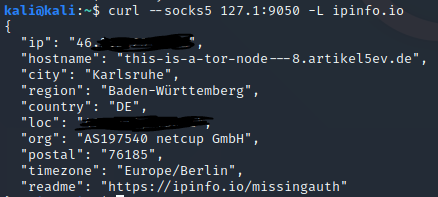 kali@kali:~$ curl --socks5 127.1:9050 -L ipinfo.io
{
"ip": "46.
"hostname": "this-is-a-tor-node---8.artikel5ev.de",
"city": "Karlsruhe",
"region": "Baden-Württemberg",
"country": "DE",
"loc": ",
"org": "AS197540 netcup GmbH",
"postal": "76185",
"timezone": "Europe/Berlin",
"readme": "https://ipinfo.io/missingauth"